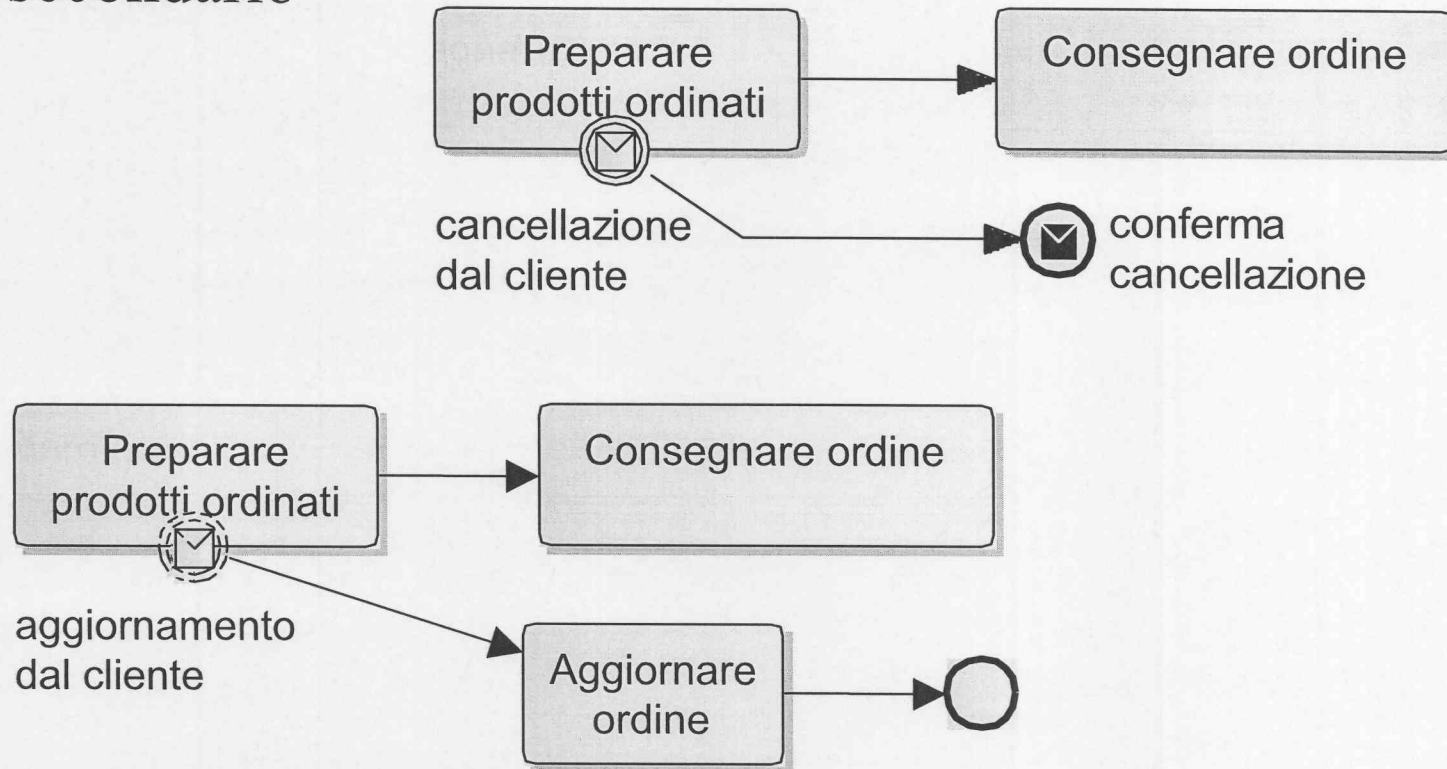 Preparare
prodotti ordinati
Consegnare ordine
cancellazione
dal cliente
conferma
cancellazione
Preparare
prodotti ordinati
Consegnare ordine
aggiornamento
dal cliente
Aggiornare
ordine